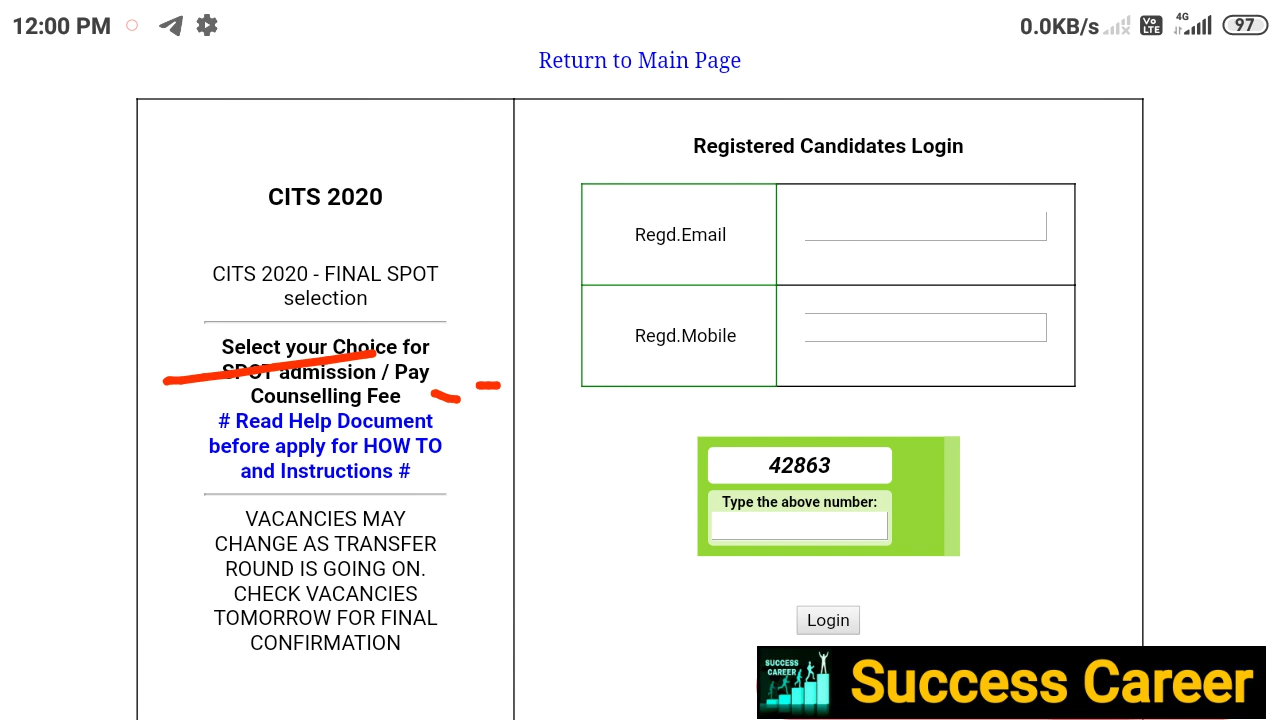 12:00 PM
0.0KB/s
Vo LTE
4G
97
Return to Main Page
CITS 2020
CITS 2020 - FINAL SPOT
selection
Select your Choice for
SPOT admission / Pay
Counselling Fee
# Read Help Document
before apply for HOW TO
and Instructions #
VACANCIES MAY
CHANGE AS TRANSFER
ROUND IS GOING ON.
CHECK VACANCIES
TOMORROW FOR FINAL
CONFIRMATION
Registered Candidates Login
Regd.Email
Regd.Mobile
42863
Type the above number:
Login
SUCCESS
CAREER
Success Career